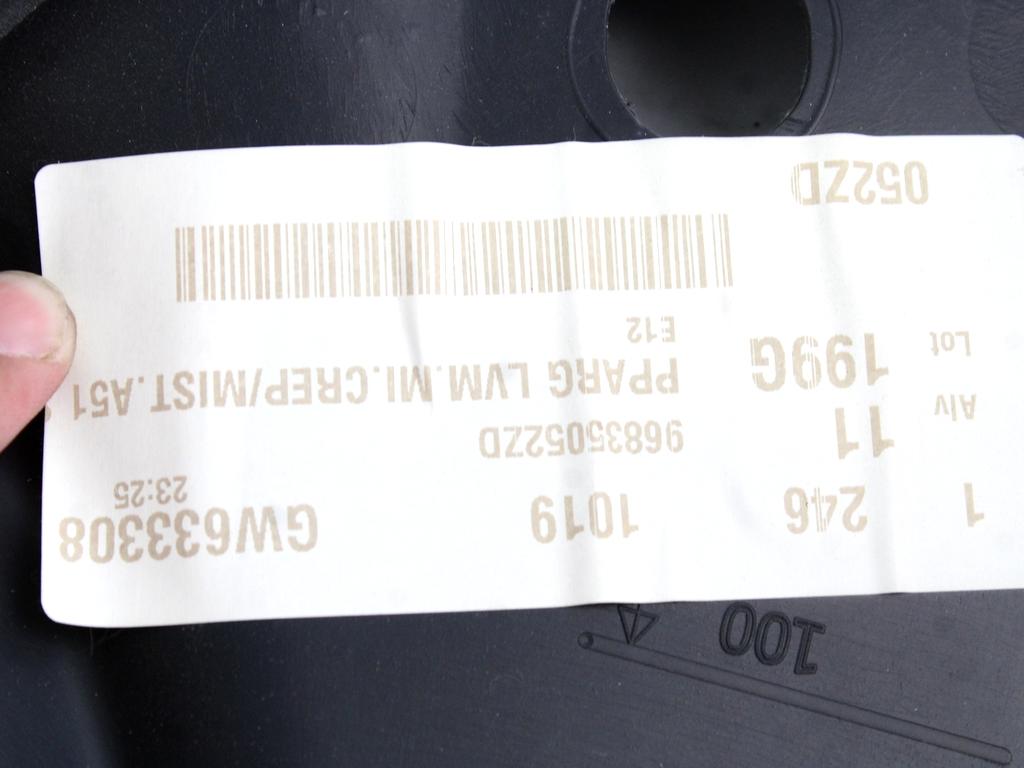 1 246 1019 GW633308
23:25
Alv 11 96835052ZD
Lot 199G PPARG LVM.MI.CREP/MIST.A51
E12
052ZD
100